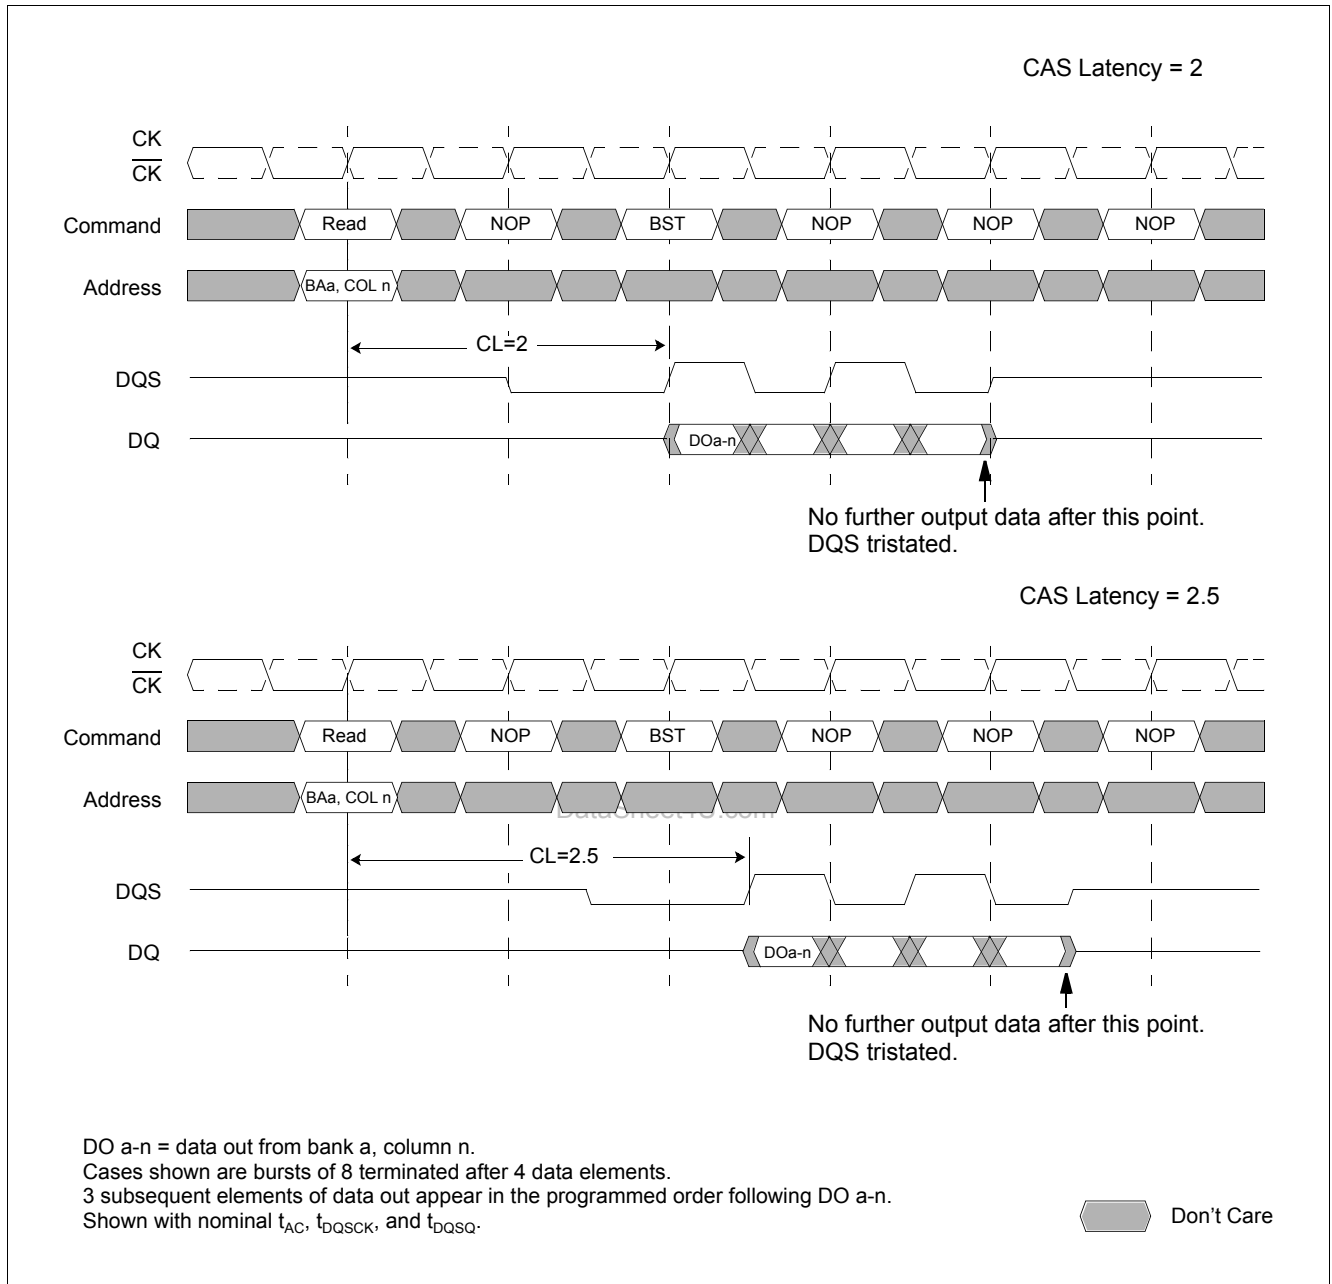 CAS Latency = 2
CK
CK
Command
Read
NOP
BST
NOP
NOP
NOP
Address
BAa, COL n
CL=2
DQS
DQ
DOa-n
No further output data after this point.
DQS tristated.
CAS Latency = 2.5
CK
CK
Command
Read
NOP
BST
NOP
NOP
NOP
Address
BAa, COL n
CL=2.5
DQS
DQ
DOa-n
No further output data after this point.
DQS tristated.
DO a-n = data out from bank a, column n.
Cases shown are bursts of 8 terminated after 4 data elements.
3 subsequent elements of data out appear in the programmed order following DO a-n.
Shown with nominal tAC, tDQSCK, and tDQSQ.
Don't Care